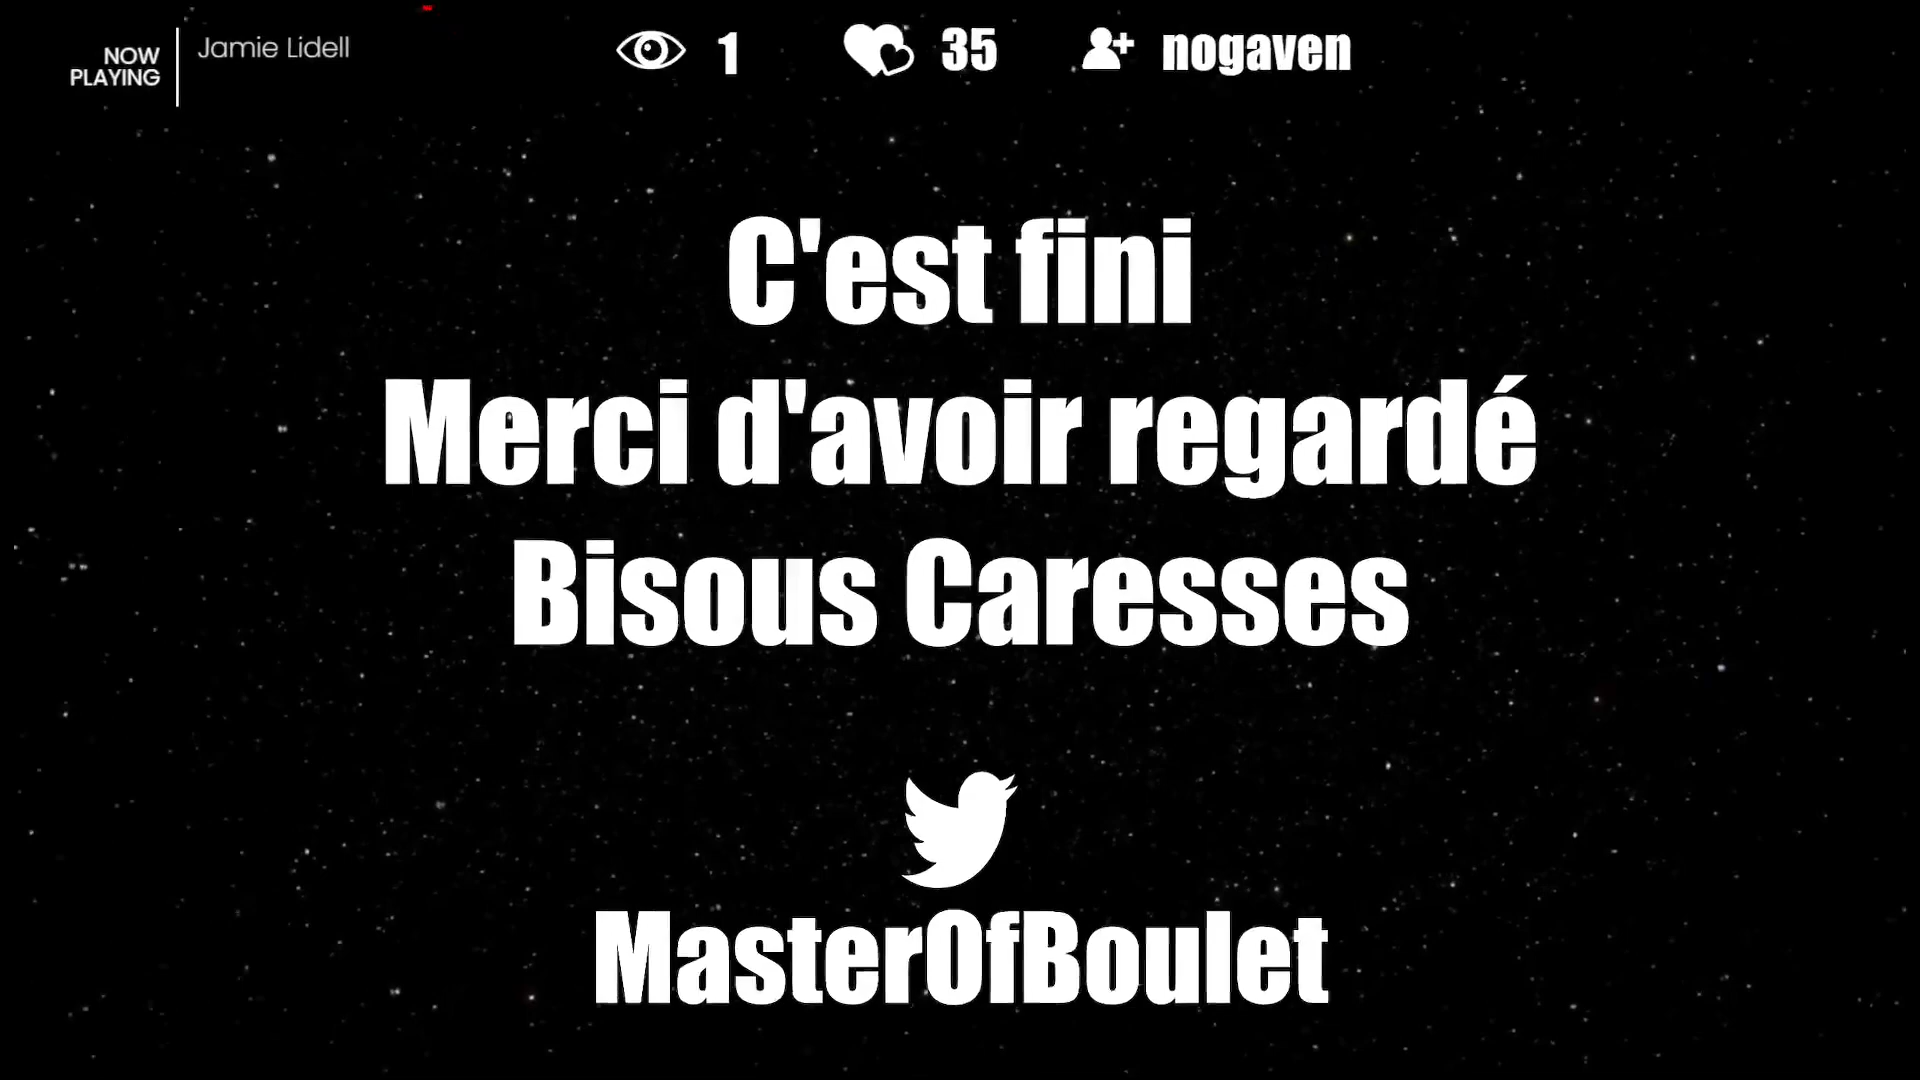 NOW PLAYING
Jamie Lidell
1
35
nogaven
C'est fini
Merci d'avoir regardé
Bisous Caresses
MasterOfBoulet